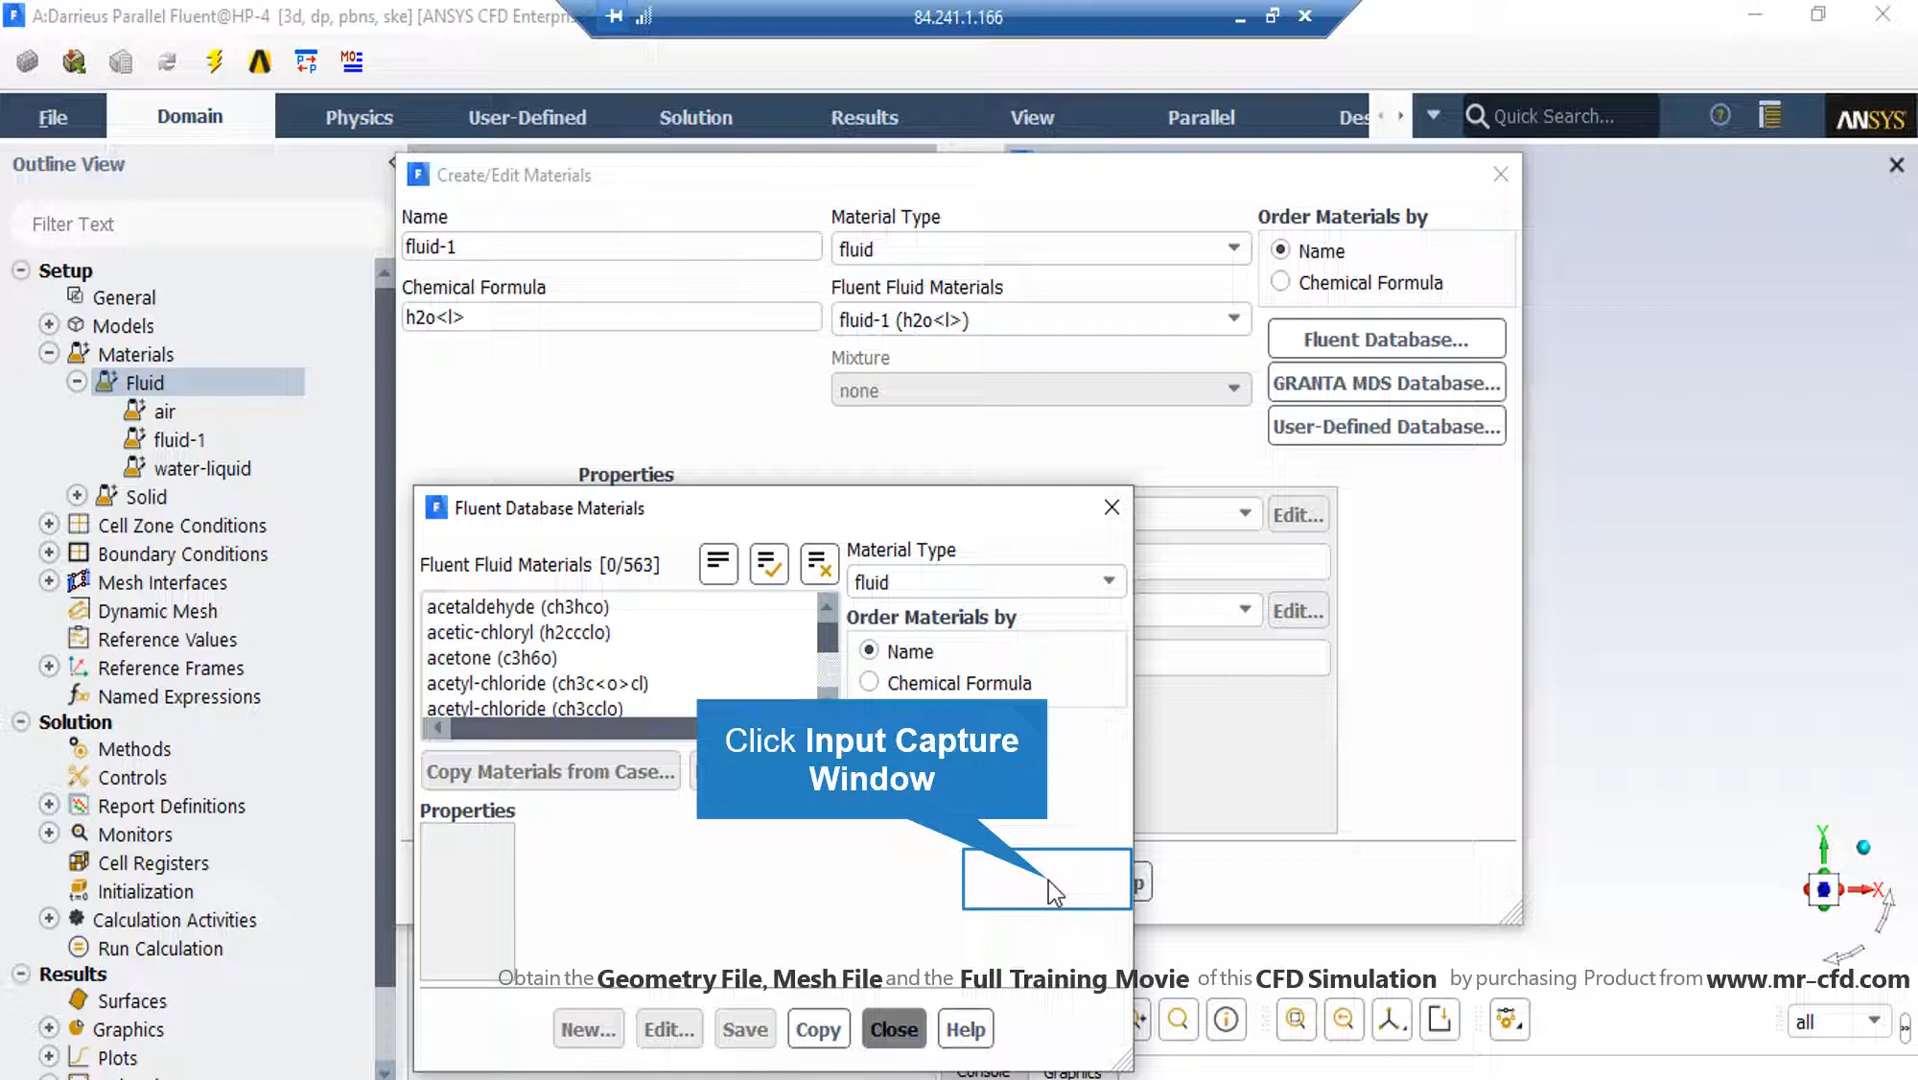 A:Darrieus Parallel Fluent@HP-4 [3d, dp, pbns, ske] [ANSYS CFD Enterpris
84.241.1.166
File
Domain
Physics
User-Defined
Solution
Results
View
Parallel
Des
Quick Search...
ANSYS
Outline View
Filter Text
Setup
General
Models
Materials
Fluid
air
fluid-1
water-liquid
Solid
Cell Zone Conditions
Boundary Conditions
Mesh Interfaces
Dynamic Mesh
Reference Values
Reference Frames
Named Expressions
Solution
Methods
Controls
Report Definitions
Monitors
Cell Registers
Initialization
Calculation Activities
Run Calculation
Results
Surfaces
Graphics
Plots
Create/Edit Materials
Name
fluid-1
Chemical Formula
h2o<l>
Material Type
fluid
Fluent Fluid Materials
fluid-1 (h2o<l>)
Mixture
none
Order Materials by
Name
Chemical Formula
Fluent Database...
GRANTA MDS Database...
User-Defined Database...
Properties
Edit...
Edit...
Fluent Database Materials
Fluent Fluid Materials [0/563]
acetaldehyde (ch3hco)
acetic-chloryl (h2ccclo)
acetone (c3h6o)
acetyl-chloride (ch3c<o>cl)
acetyl-chloride (ch3cclo)
Material Type
fluid
Order Materials by
Name
Chemical Formula
Copy Materials from Case...
Click Input Capture
Window
Properties
p
Obtain the Geometry File, Mesh File and the Full Training Movie of this CFD Simulation by purchasing Product from www.mr-cfd.com
New...
Edit...
Save
Copy
Close
Help
Y
X
all
Console
Graphics